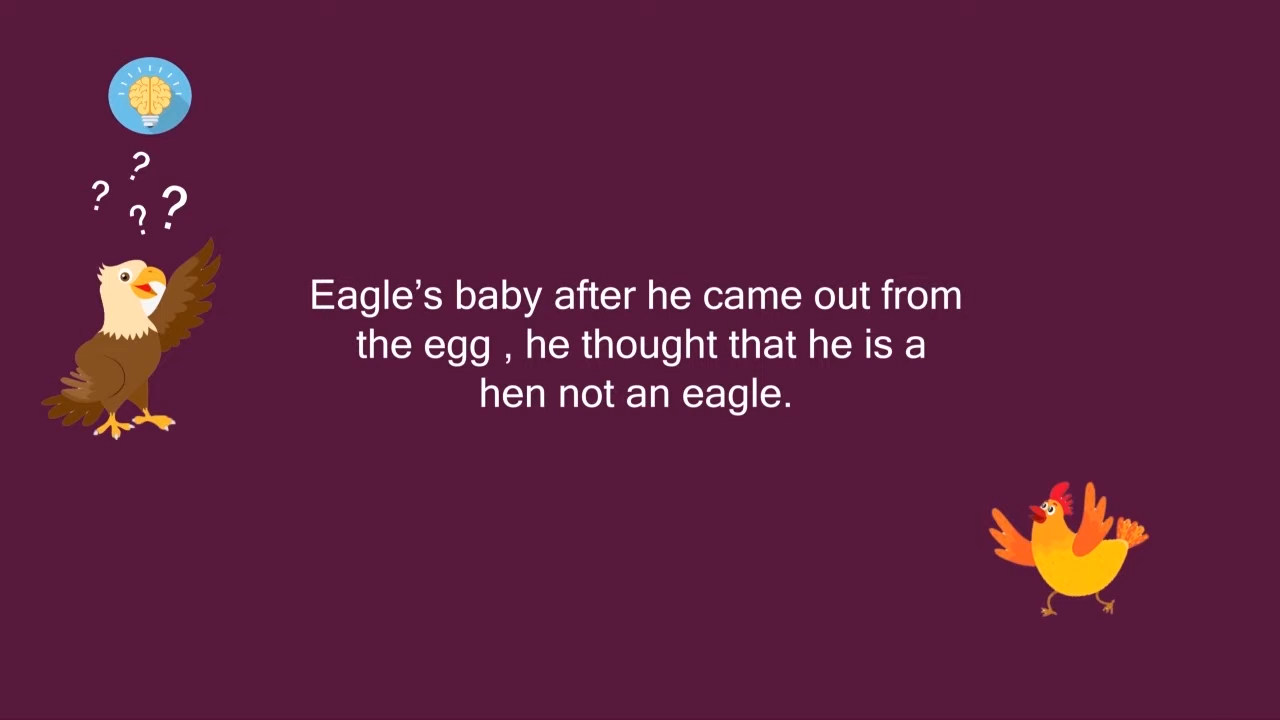 ?
?
?
?
Eagle’s baby after he came out from
the egg , he thought that he is a
hen not an eagle.